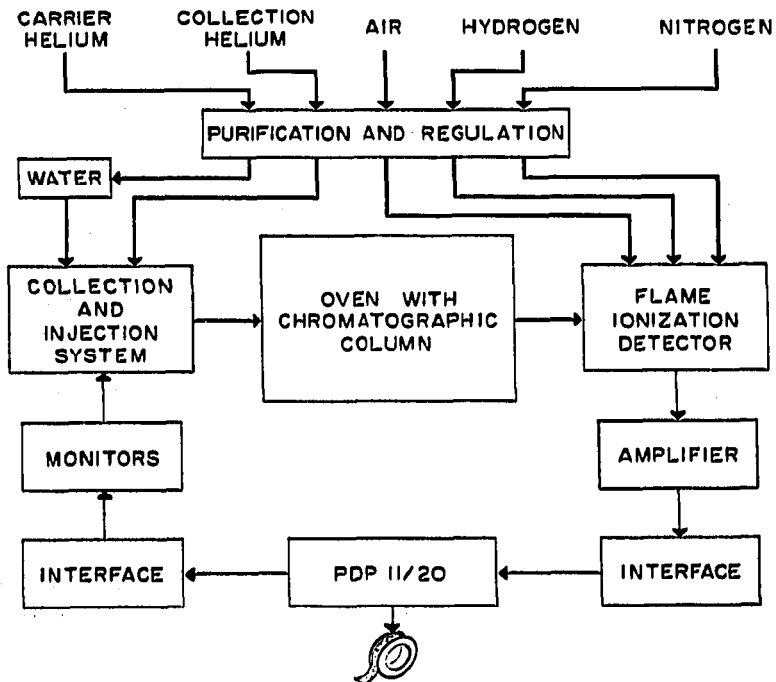 CARRIER
HELIUM
COLLECTION
HELIUM
AIR
HYDROGEN
NITROGEN
PURIFICATION AND REGULATION
WATER
COLLECTION
AND
INJECTION
SYSTEM
OVEN WITH
CHROMATOGRAPHIC
COLUMN
FLAME
IONIZATION
DETECTOR
MONITORS
AMPLIFIER
INTERFACE
PDP 11/20
INTERFACE